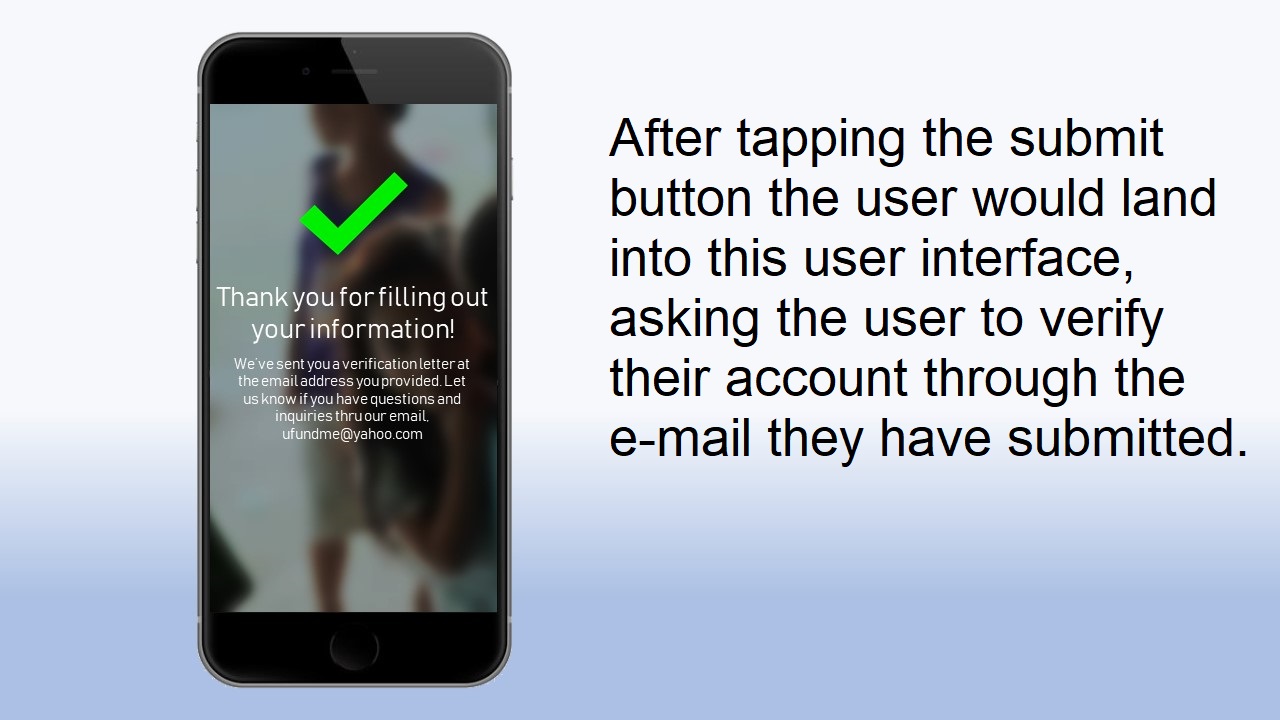 Thank you for filling out
your information!
We've sent you a verification letter at
the email address you provided. Let
us know if you have questions and
inquiries thru our email,
ufundme@yahoo.com
After tapping the submit
button the user would land
into this user interface,
asking the user to verify
their account through the
e-mail they have submitted.